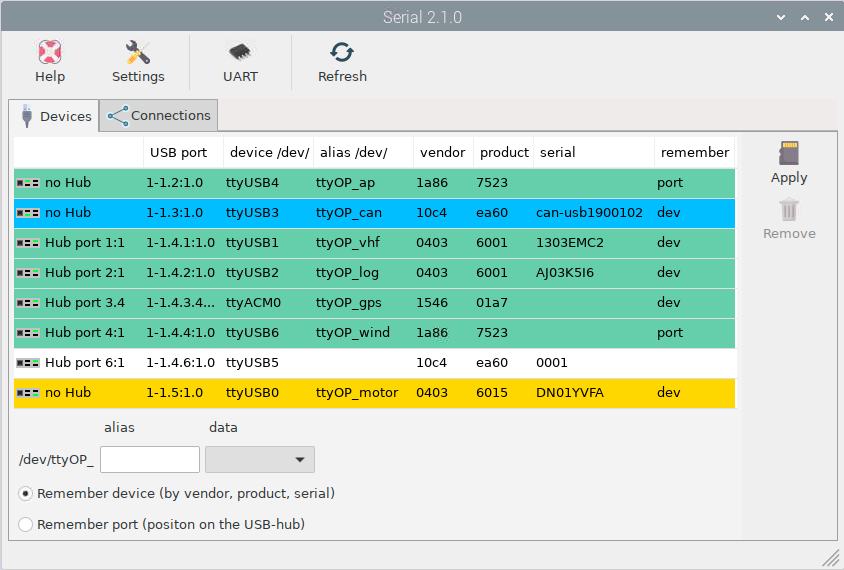 Serial 2.1.0
Help Settings UART Refresh
Devices Connections
USB port device /dev/ alias /dev/ vendor product serial remember
no Hub 1-1.2:1.0 ttyUSB4 ttyOP_ap 1a86 7523 port
no Hub 1-1.3:1.0 ttyUSB3 ttyOP_can 10c4 ea60 can-usb1900102 dev
Hub port 1:1 1-1.4.1:1.0 ttyUSB1 ttyOP_vhf 0403 6001 1303EMC2 dev
Hub port 2:1 1-1.4.2:1.0 ttyUSB2 ttyOP_log 0403 6001 AJ03K5I6 dev
Hub port 3.4 1-1.4.3.4... ttyACM0 ttyOP_gps 1546 01a7 dev
Hub port 4:1 1-1.4.4:1.0 ttyUSB6 ttyOP_wind 1a86 7523 port
Hub port 6:1 1-1.4.6:1.0 ttyUSB5 10c4 ea60 0001
no Hub 1-1.5:1.0 ttyUSB0 ttyOP_motor 0403 6015 DN01YVFA dev
Apply
Remove
alias data
/dev/ttyOP_
Remember device (by vendor, product, serial)
Remember port (positon on the USB-hub)